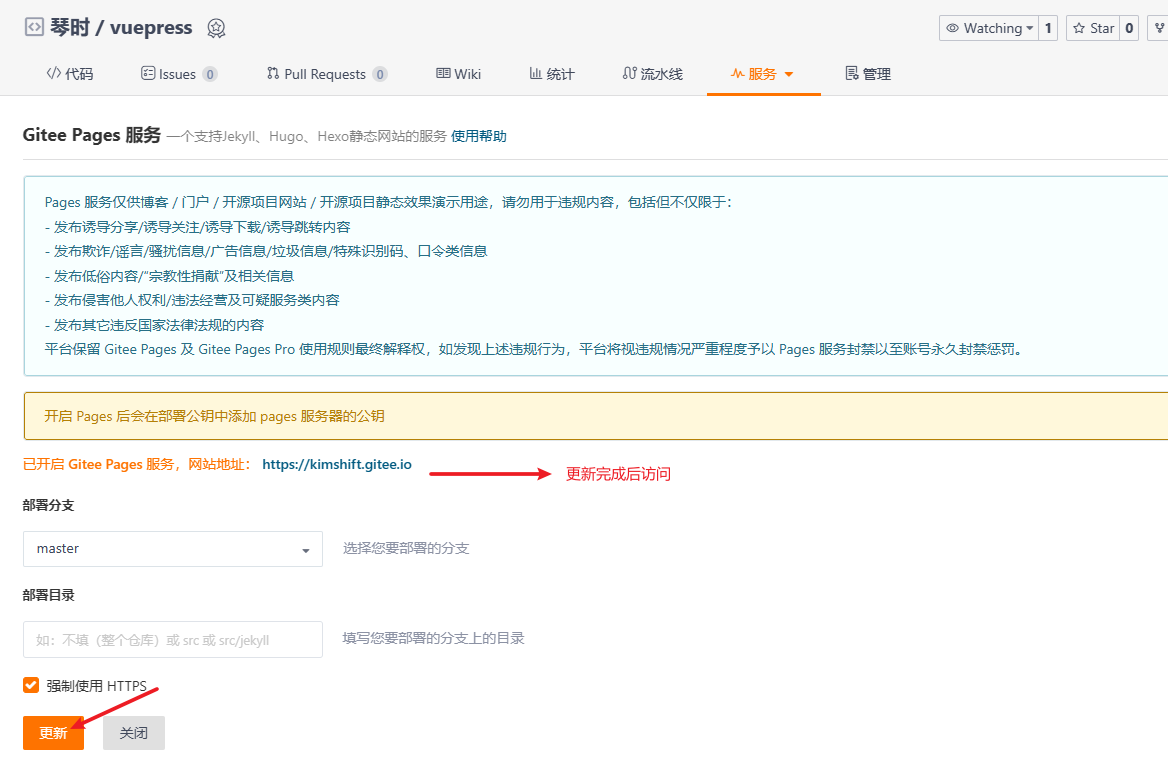 琴时 / vuepress
Watching 1 Star 0
代码 Issues 0 Pull Requests 0 Wiki 统计 流水线 服务 管理
Gitee Pages 服务 一个支持Jekyll、Hugo、Hexo静态网站的服务 使用帮助
Pages 服务仅供博客 / 门户 / 开源项目网站 / 开源项目静态效果演示用途，请勿用于违规内容，包括但不仅限于：
- 发布诱导分享/诱导关注/诱导下载/诱导跳转内容
- 发布欺诈/谣言/骚扰信息/广告信息/垃圾信息/特殊识别码、口令类信息
- 发布低俗内容/“宗教性捐献”及相关信息
- 发布侵害他人权利/违法经营及可疑服务类内容
- 发布其它违反国家法律法规的内容
平台保留 Gitee Pages 及 Gitee Pages Pro 使用规则最终解释权，如发现上述违规行为，平台将视违规情况严重程度予以 Pages 服务封禁以至账号永久封禁惩罚。
开启 Pages 后会在部署公钥中添加 pages 服务器的公钥
已开启 Gitee Pages 服务，网站地址： https://kimshift.gitee.io 更新完成后访问
部署分支
master 选择您要部署的分支
部署目录
如：不填（整个仓库）或 src 或 src/jekyll 填写您要部署的分支上的目录
强制使用 HTTPS
更新 关闭